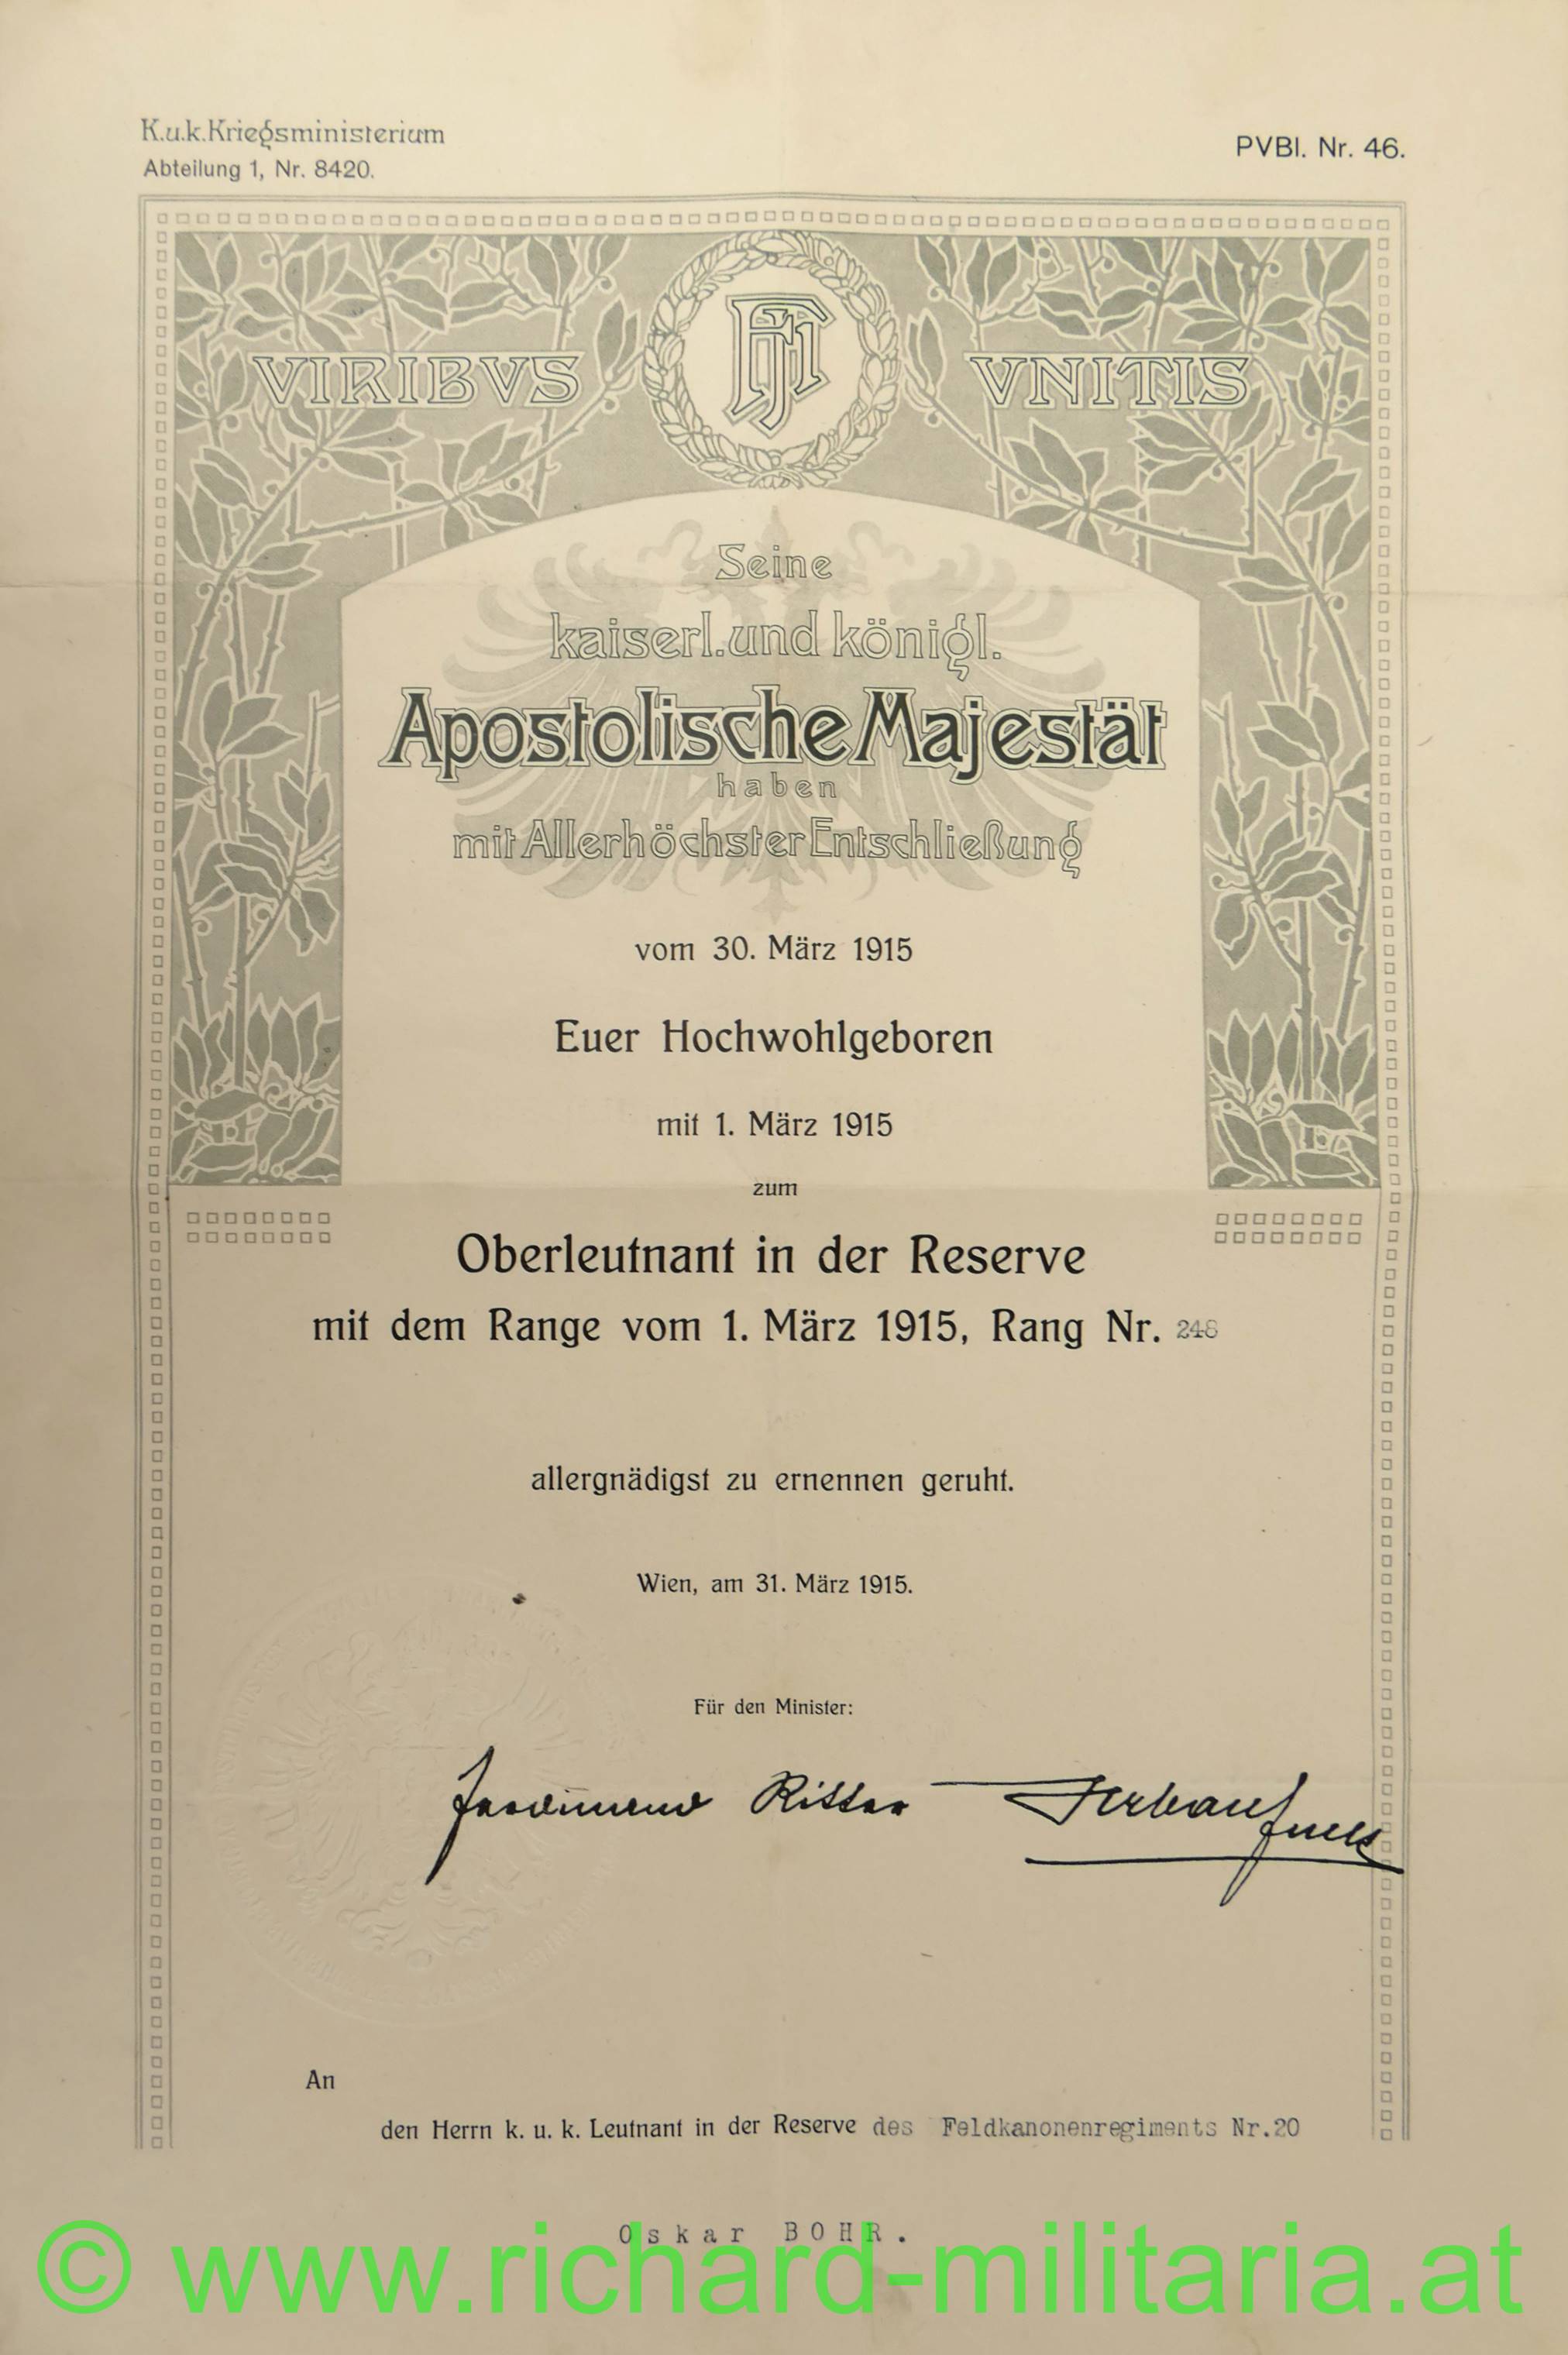 K.u.k.Kriegsministerium
Abteilung 1, Nr. 8420.
PVBl. Nr. 46.
VIRIBVS FJI VNITIS
Seine
kaiserl. und königl.
Apostolische Majestät
haben
mit Allerhöchster Entschließung
vom 30. März 1915
Euer Hochwohlgeboren
mit 1. März 1915
zum
Oberleutnant in der Reserve
mit dem Range vom 1. März 1915, Rang Nr.
allergnädigst zu ernennen geruht.
Wien, am 31. März 1915.
Für den Minister:
Ritter
An
den Herrn k. u. k. Leutnant in der Reserve des Feldkanonenregiments Nr.20
Oskar BOHR.
© www.richard-militaria.at